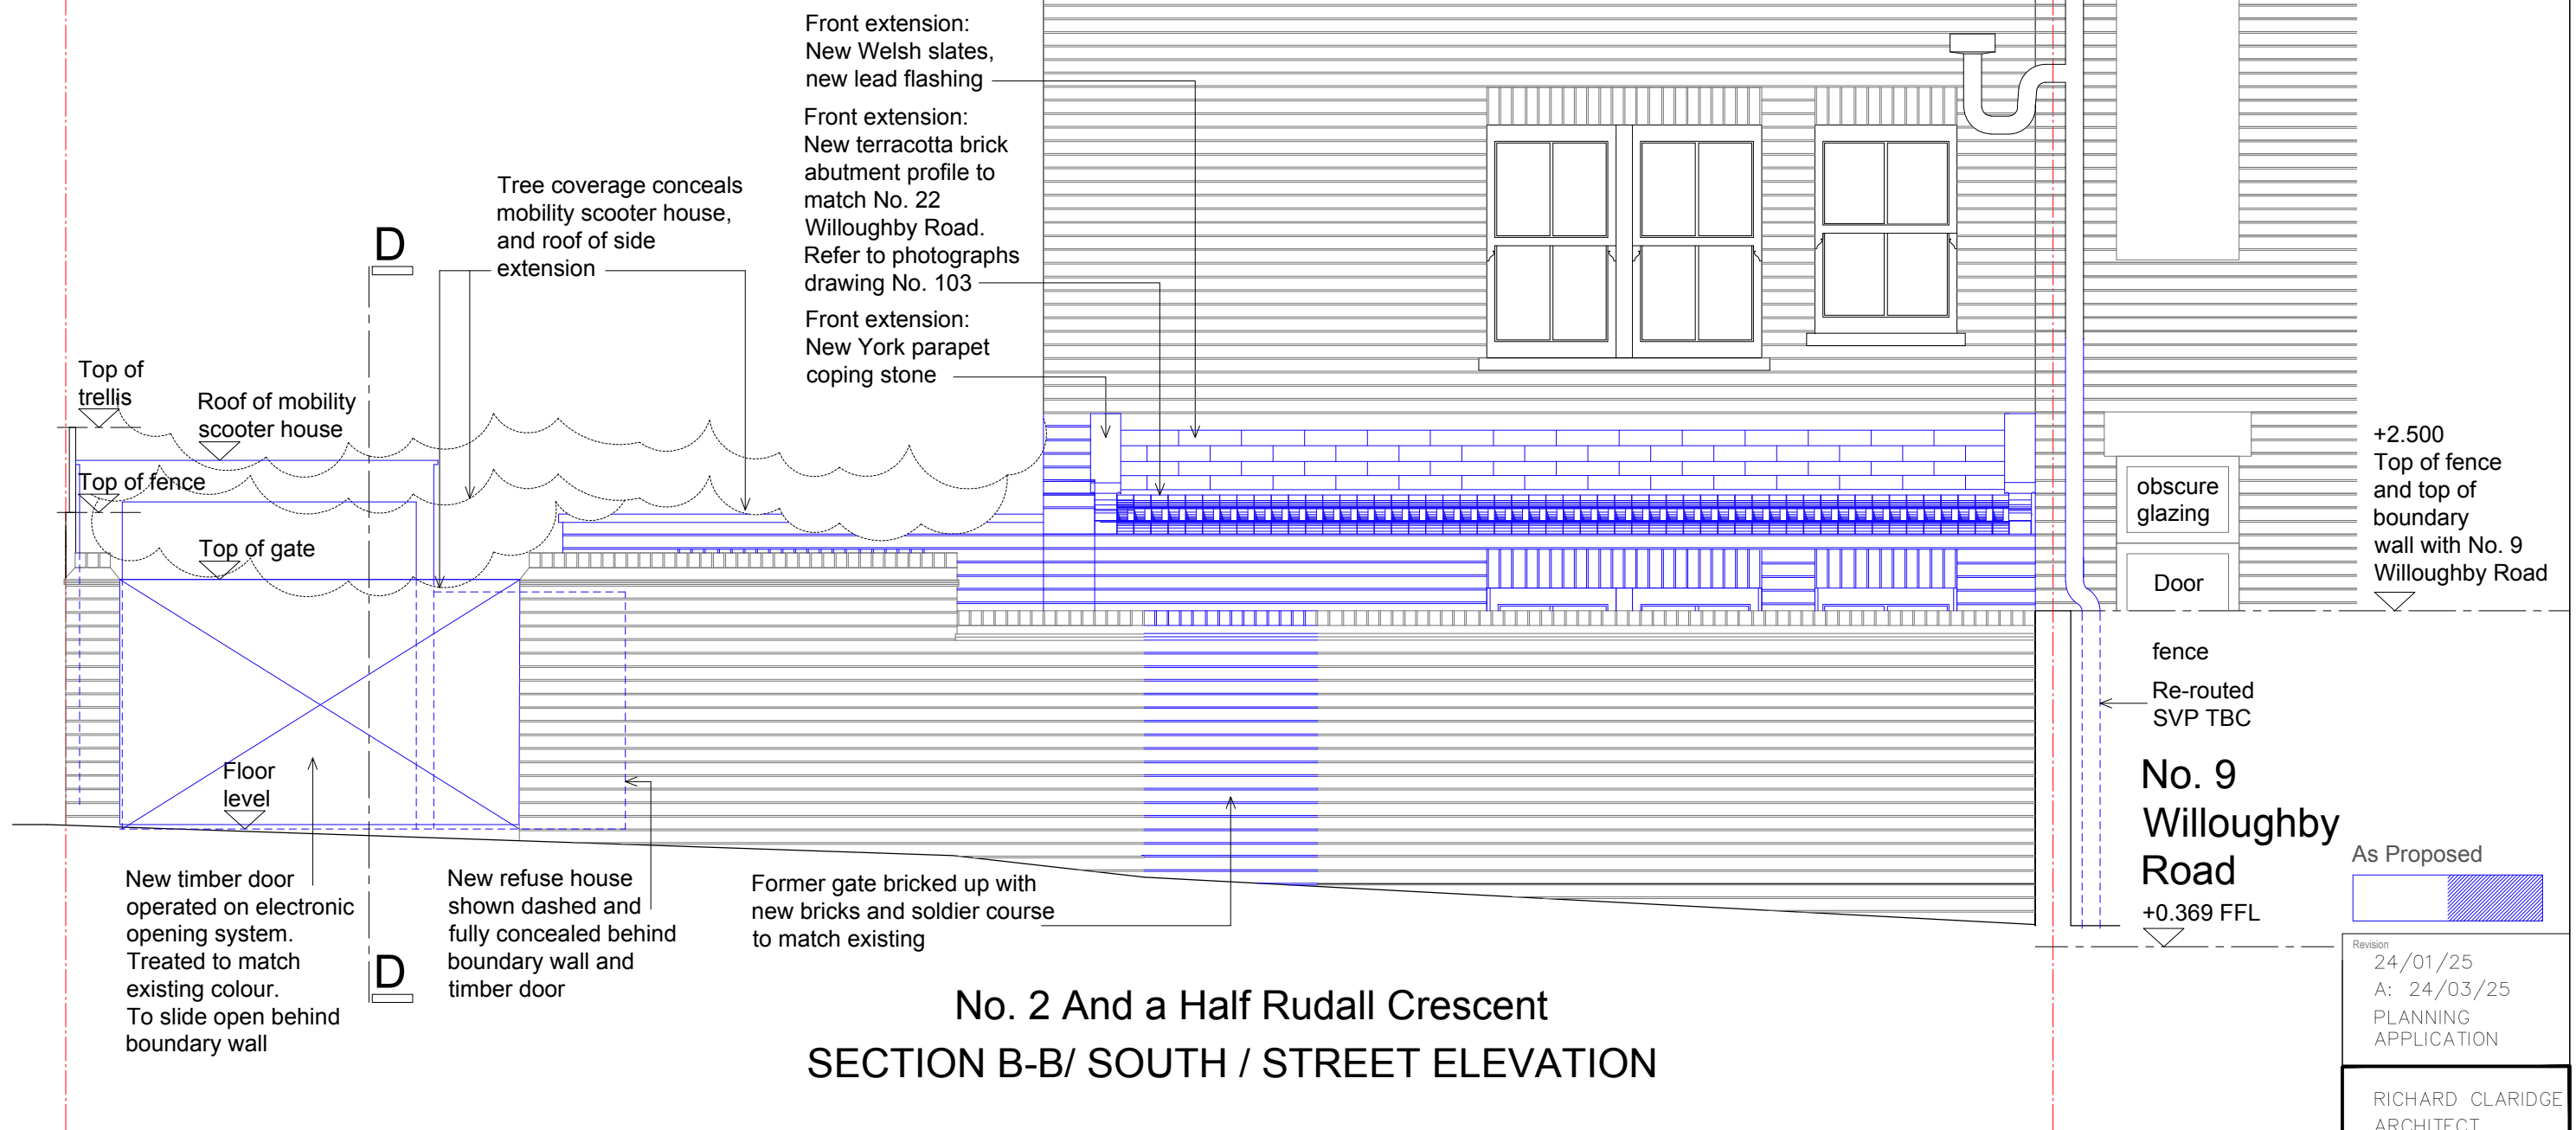 Front extension:
New Welsh slates,
new lead flashing
Front extension:
New terracotta brick
abutment profile to
match No. 22
Willoughby Road.
Refer to photographs
drawing No. 103
Front extension:
New York parapet
coping stone
Tree coverage conceals
mobility scooter house,
and roof of side
extension
D
Top of
trellis
Roof of mobility
scooter house
Top of fence
Top of gate
Floor
level
New timber door
operated on electronic
opening system.
Treated to match
existing colour.
To slide open behind
boundary wall
D
New refuse house
shown dashed and
fully concealed behind
boundary wall and
timber door
Former gate bricked up with
new bricks and soldier course
to match existing
obscure
glazing
Door
+2.500
Top of fence
and top of
boundary
wall with No. 9
Willoughby Road
fence
Re-routed
SVP TBC
No. 9
Willoughby
Road
+0.369 FFL
As Proposed
No. 2 And a Half Rudall Crescent
SECTION B-B/ SOUTH / STREET ELEVATION
Revision
24/01/25
A: 24/03/25
PLANNING
APPLICATION
RICHARD CLARIDGE
ARCHITECT